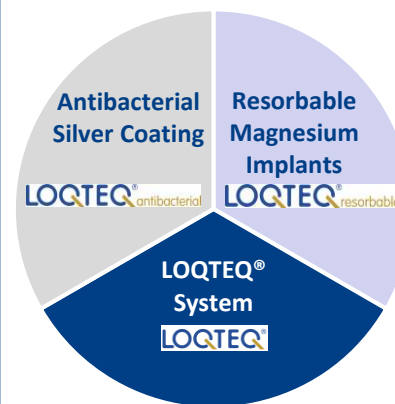 Antibacterial
Silver Coating
LOQTEQ® antibacterial
Resorbable
Magnesium
Implants
LOQTEQ® resorbable
LOQTEQ®
System
LOQTEQ®